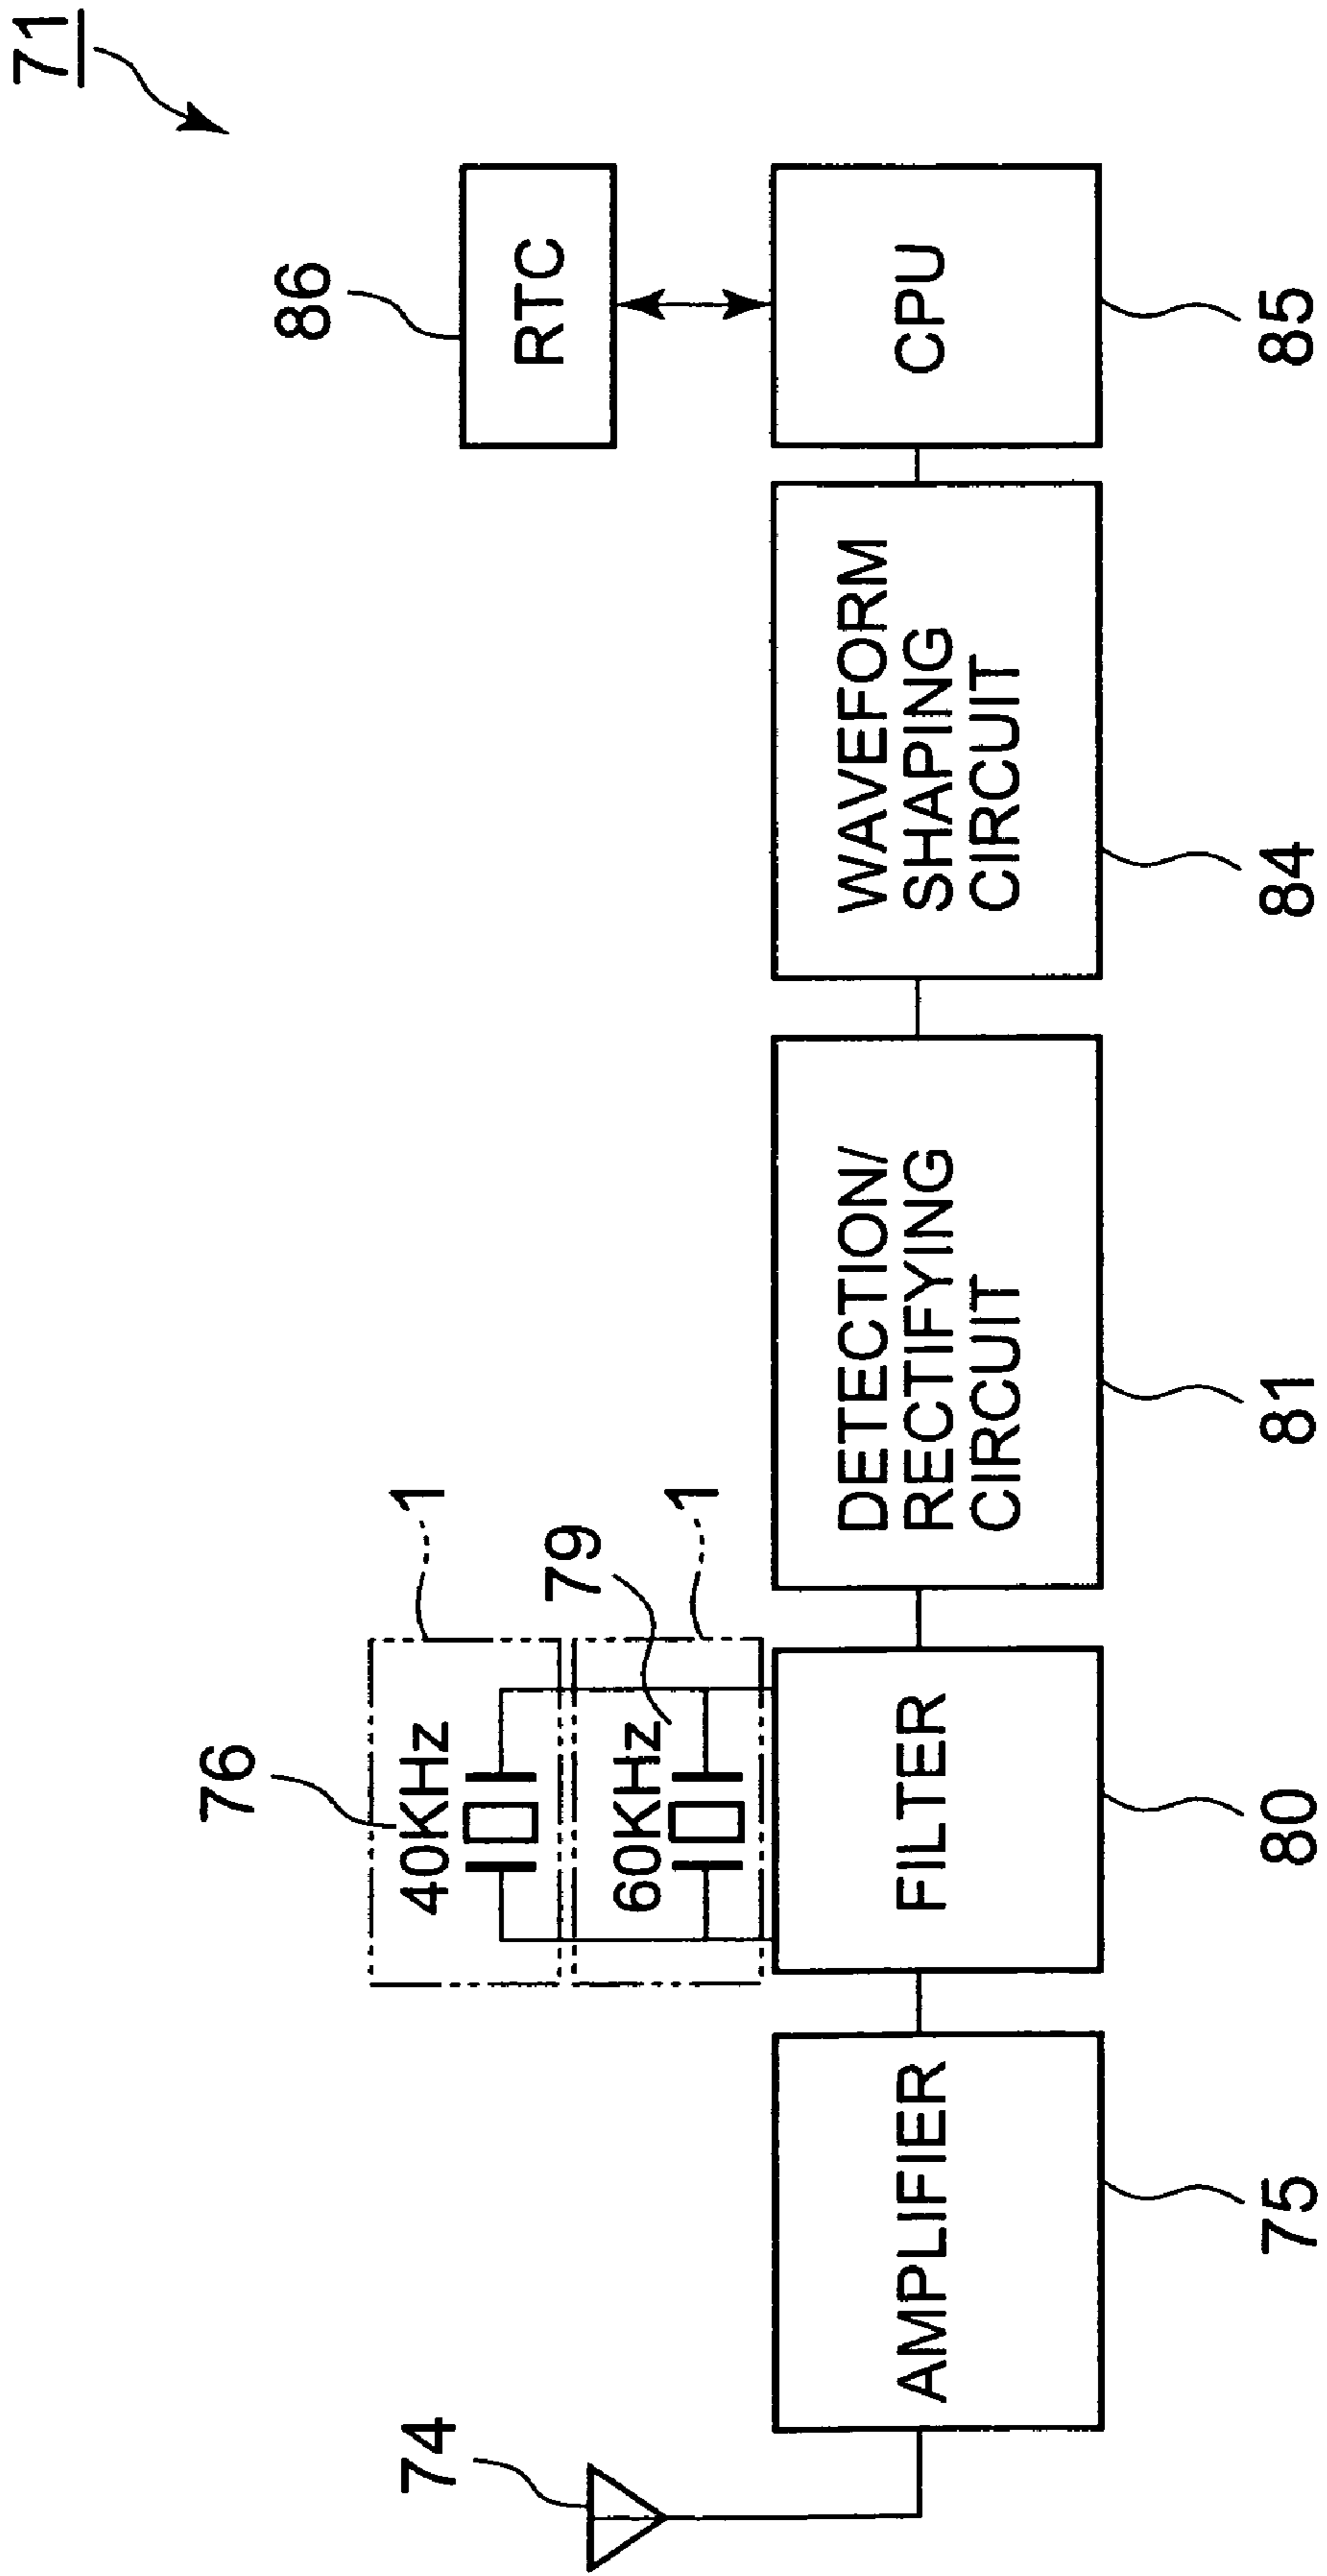 71
86
RTC
76
1
40KHz
79
1
60KHz
74
AMPLIFIER
FILTER
DETECTION/
RECTIFYING
CIRCUIT
WAVEFORM
SHAPING
CIRCUIT
CPU
75
80
81
84
85